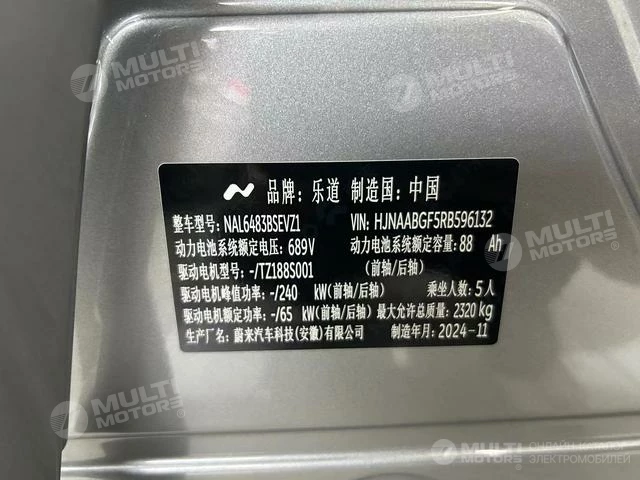 MULTI MOTORS
MULTI MOTORS
品牌: 乐道 制造国: 中国
整车型号: NAL6483BSEVZ1 VIN: HJNAABGF5RB596132
动力电池系统额定电压: 689V 动力电池系统额定容量: 88 Ah
驱动电机型号: -/TZ188S001 (前轴/后轴)
驱动电机峰值功率: -/240 kW(前轴/后轴) 乘坐人数: 5人
驱动电机额定功率: -/65 kW(前轴/后轴) 最大允许总质量: 2320kg
生产厂名: 蔚来汽车科技(安徽)有限公司 制造年月: 2024-11
MULTI MOTORS
MULTI MOTORS
MULTI MOTORS
ЭЛЕКТРОМОБИЛЕЙ